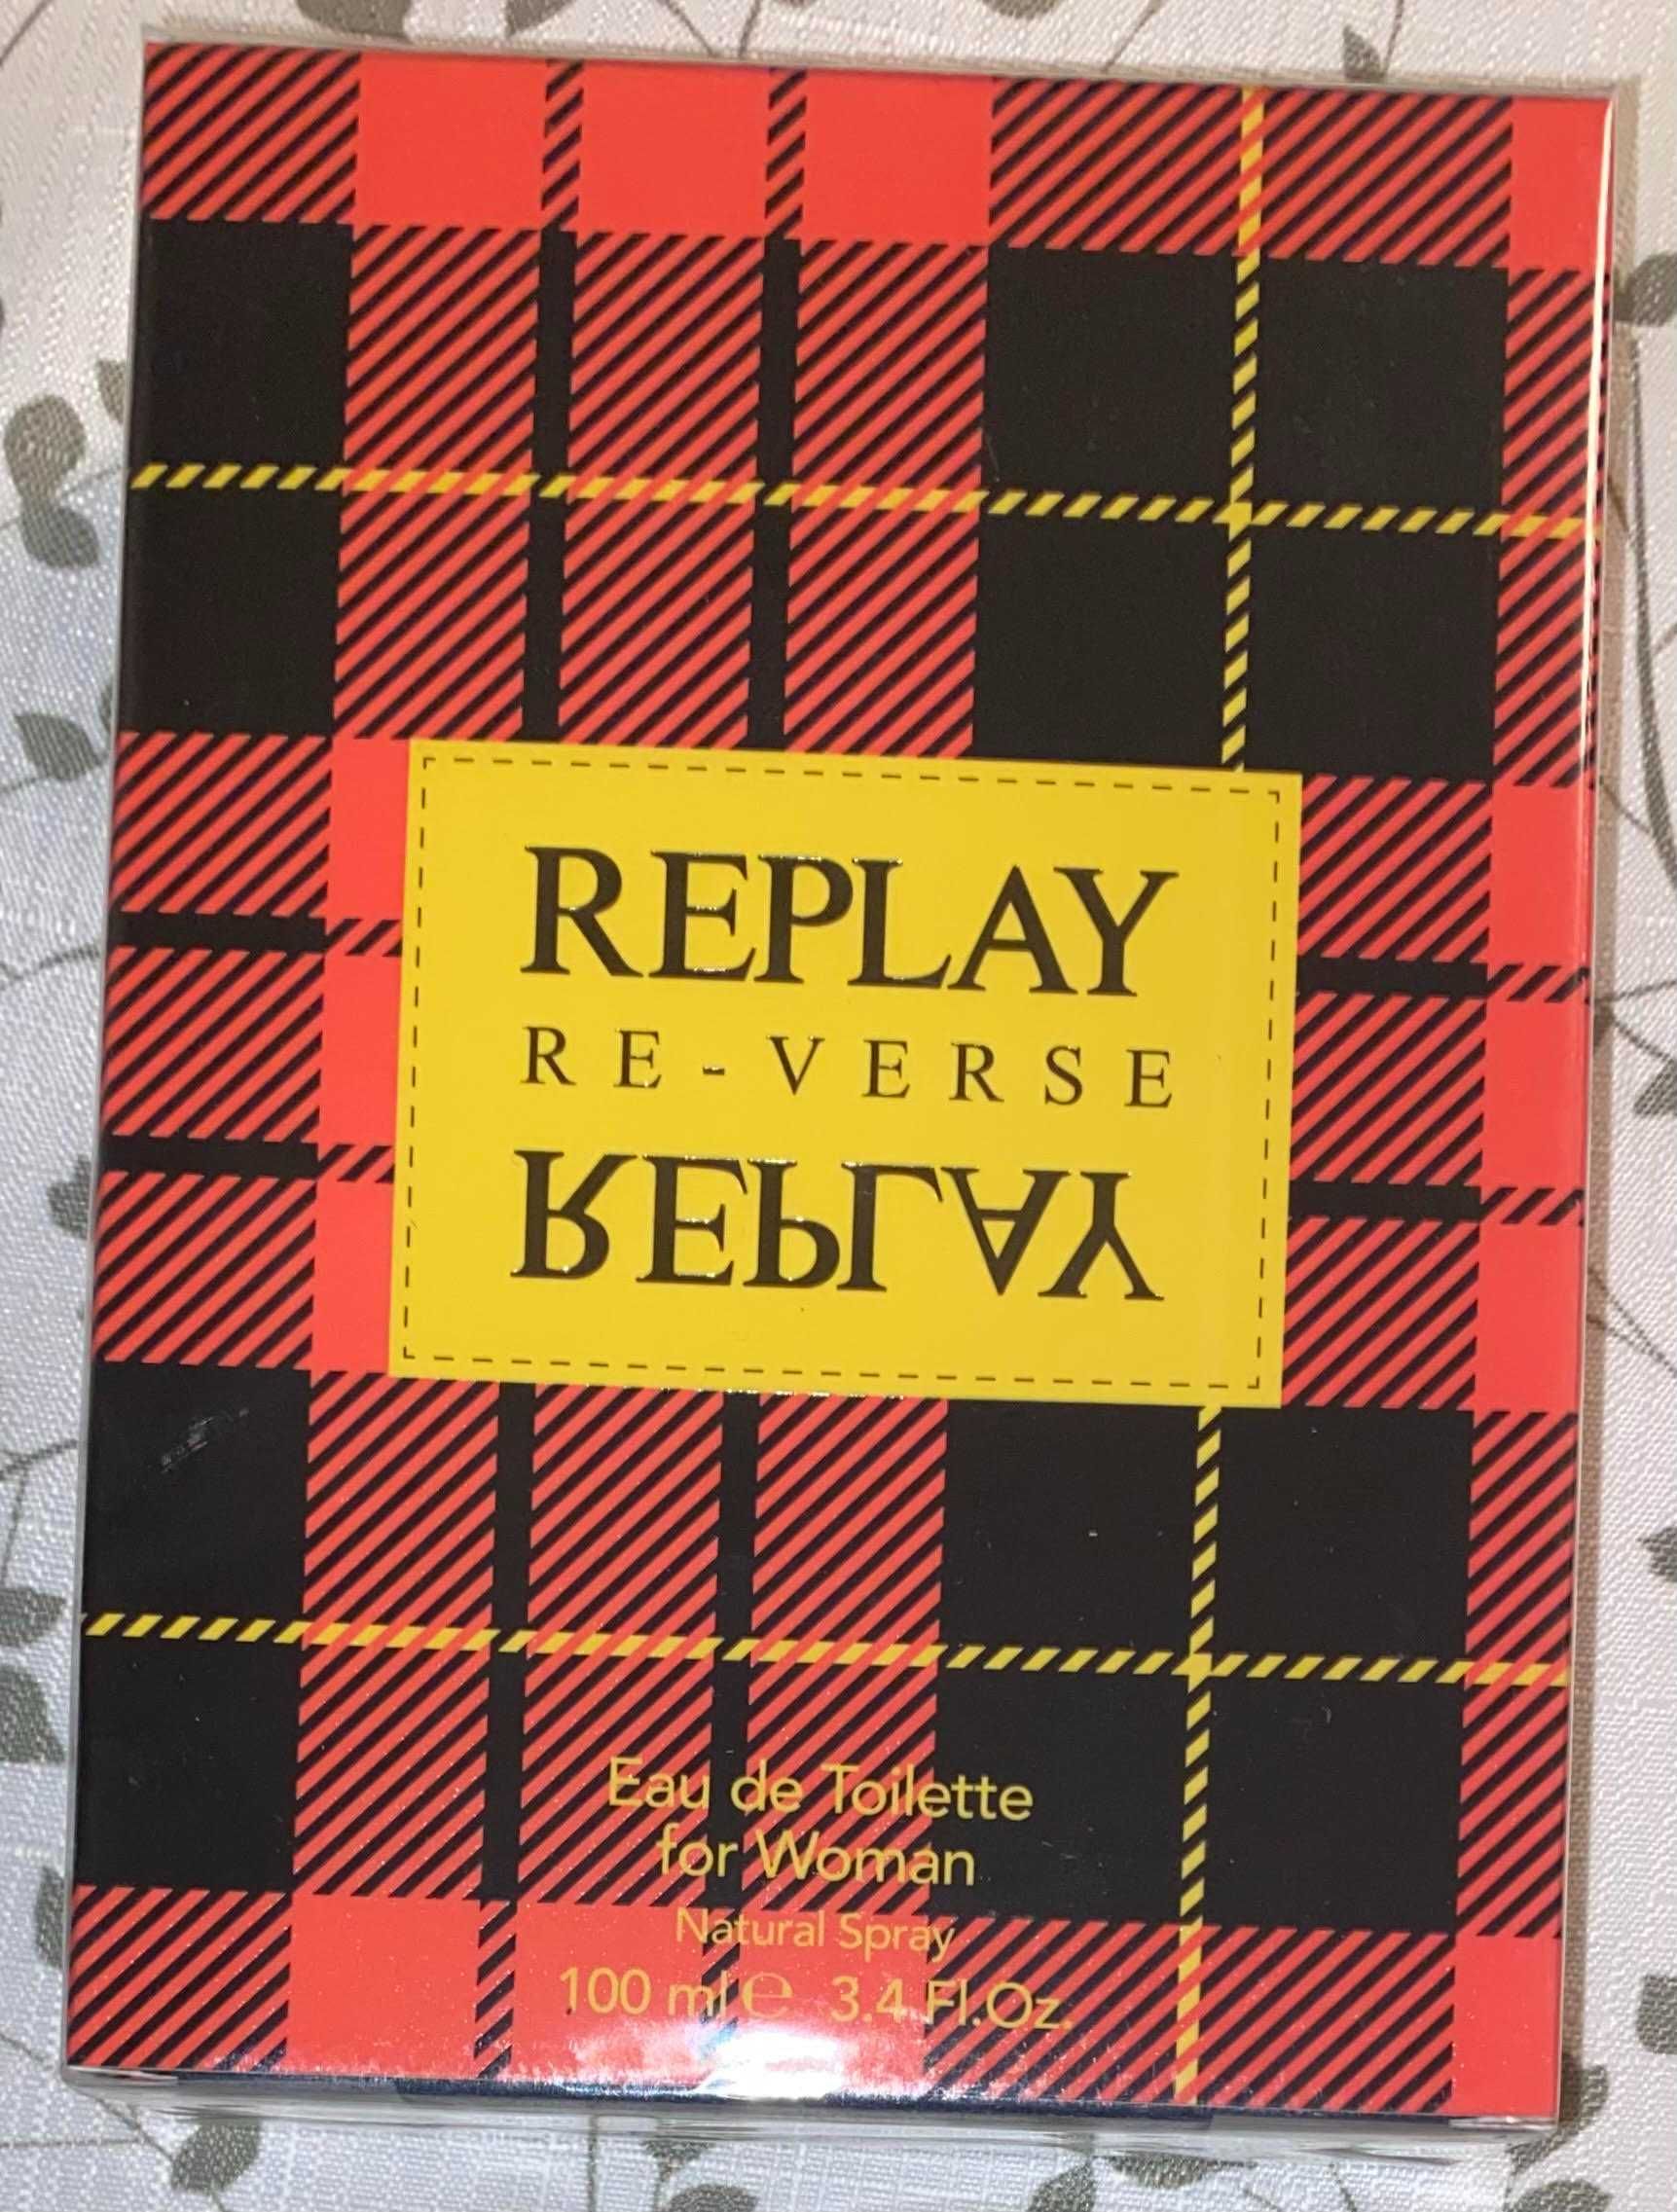 REPLAY
RE-VERSE
REPLAY
Eau de Toilette
for Woman
Natural Spray
100 ml ℮ 3.4 Fl.Oz.